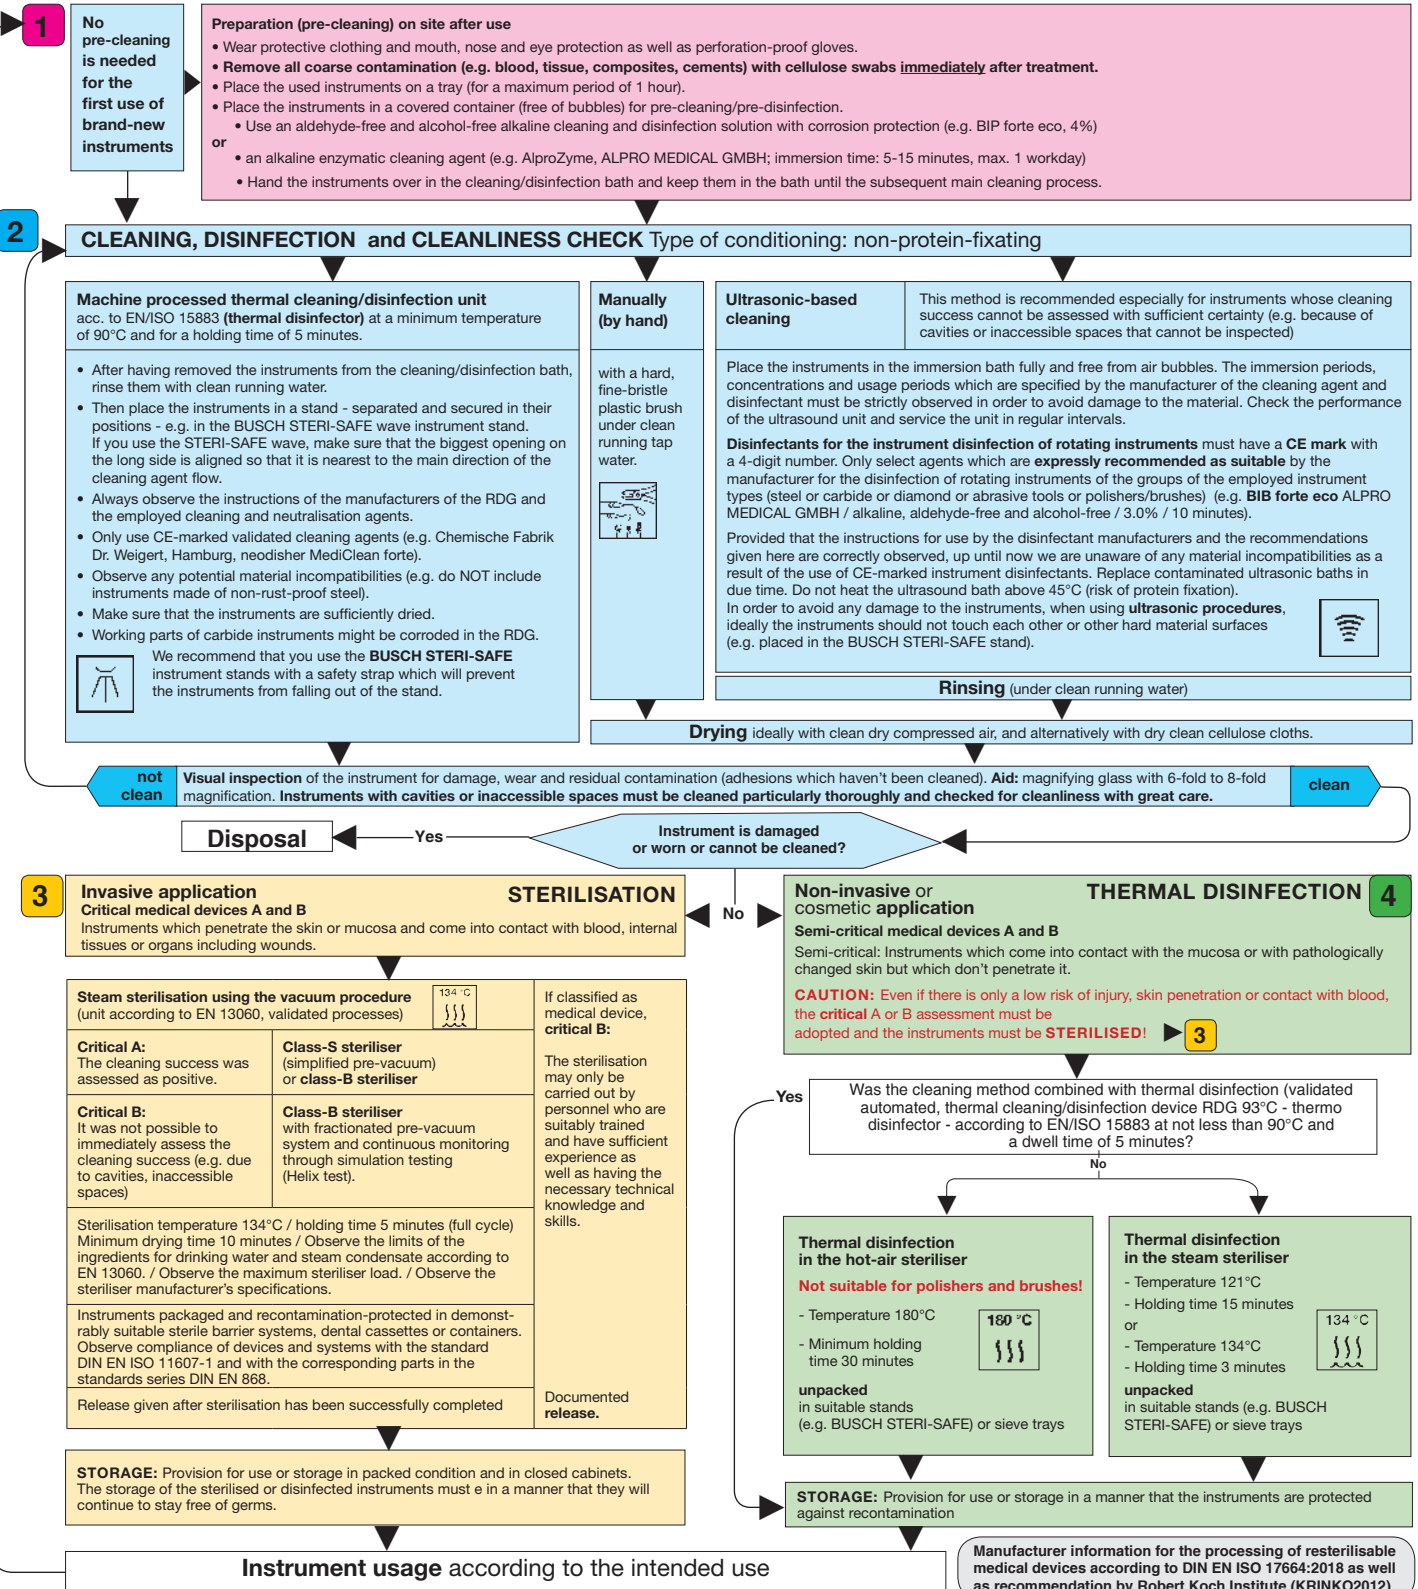 1
No
pre-cleaning
is needed
for the
first use of
brand-new
instruments
Preparation (pre-cleaning) on site after use
• Wear protective clothing and mouth, nose and eye protection as well as perforation-proof gloves.
• Remove all coarse contamination (e.g. blood, tissue, composites, cements) with cellulose swabs immediately after treatment.
• Place the used instruments on a tray (for a maximum period of 1 hour).
• Place the instruments in a covered container (free of bubbles) for pre-cleaning/pre-disinfection.
• Use an aldehyde-free and alcohol-free alkaline cleaning and disinfection solution with corrosion protection (e.g. BIP forte eco, 4%)
or
• an alkaline enzymatic cleaning agent (e.g. AlproZyme, ALPRO MEDICAL GMBH; immersion time: 5-15 minutes, max. 1 workday)
• Hand the instruments over in the cleaning/disinfection bath and keep them in the bath until the subsequent main cleaning process.
2
CLEANING, DISINFECTION and CLEANLINESS CHECK Type of conditioning: non-protein-fixating
Machine processed thermal cleaning/disinfection unit
acc. to EN/ISO 15883 (thermal disinfector) at a minimum temperature
of 90°C and for a holding time of 5 minutes.
• After having removed the instruments from the cleaning/disinfection bath,
rinse them with clean running water.
• Then place the instruments in a stand - separated and secured in their
positions - e.g. in the BUSCH STERI-SAFE wave instrument stand.
If you use the STERI-SAFE wave, make sure that the biggest opening on
the long side is aligned so that it is nearest to the main direction of the
cleaning agent flow.
• Always observe the instructions of the manufacturers of the RDG and
the employed cleaning and neutralisation agents.
• Only use CE-marked validated cleaning agents (e.g. Chemische Fabrik
Dr. Weigert, Hamburg, neodisher MediClean forte).
• Observe any potential material incompatibilities (e.g. do NOT include
instruments made of non-rust-proof steel).
• Make sure that the instruments are sufficiently dried.
• Working parts of carbide instruments might be corroded in the RDG.
We recommend that you use the BUSCH STERI-SAFE
instrument stands with a safety strap which will prevent
the instruments from falling out of the stand.
Manually
(by hand)
with a hard,
fine-bristle
plastic brush
under clean
running tap
water.
Ultrasonic-based
cleaning
This method is recommended especially for instruments whose cleaning
success cannot be assessed with sufficient certainty (e.g. because of
cavities or inaccessible spaces that cannot be inspected)
Place the instruments in the immersion bath fully and free from air bubbles. The immersion periods,
concentrations and usage periods which are specified by the manufacturer of the cleaning agent and
disinfectant must be strictly observed in order to avoid damage to the material. Check the performance
of the ultrasound unit and service the unit in regular intervals.
Disinfectants for the instrument disinfection of rotating instruments must have a CE mark with
a 4-digit number. Only select agents which are expressly recommended as suitable by the
manufacturer for the disinfection of rotating instruments of the groups of the employed instrument
types (steel or carbide or diamond or abrasive tools or polishers/brushes) (e.g. BIB forte eco ALPRO
MEDICAL GMBH / alkaline, aldehyde-free and alcohol-free / 3.0% / 10 minutes).
Provided that the instructions for use by the disinfectant manufacturers and the recommendations
given here are correctly observed, up until now we are unaware of any material incompatibilities as a
result of the use of CE-marked instrument disinfectants. Replace contaminated ultrasonic baths in
due time. Do not heat the ultrasound bath above 45°C (risk of protein fixation).
In order to avoid any damage to the instruments, when using ultrasonic procedures,
ideally the instruments should not touch each other or other hard material surfaces
(e.g. placed in the BUSCH STERI-SAFE stand).
Rinsing (under clean running water)
Drying ideally with clean dry compressed air, and alternatively with dry clean cellulose cloths.
not
clean
Visual inspection of the instrument for damage, wear and residual contamination (adhesions which haven't been cleaned). Aid: magnifying glass with 6-fold to 8-fold
magnification. Instruments with cavities or inaccessible spaces must be cleaned particularly thoroughly and checked for cleanliness with great care.
clean
Disposal
Yes
Instrument is damaged
or worn or cannot be cleaned?
No
3
Invasive application
STERILISATION
Critical medical devices A and B
Instruments which penetrate the skin or mucosa and come into contact with blood, internal
tissues or organs including wounds.
Steam sterilisation using the vacuum procedure
(unit according to EN 13060, validated processes)
134 °C
Critical A:
The cleaning success was
assessed as positive.
Class-S steriliser
(simplified pre-vacuum)
or class-B steriliser
Critical B:
It was not possible to
immediately assess the
cleaning success (e.g. due
to cavities, inaccessible
spaces)
Class-B steriliser
with fractionated pre-vacuum
system and continuous monitoring
through simulation testing
(Helix test).
Sterilisation temperature 134°C / holding time 5 minutes (full cycle)
Minimum drying time 10 minutes / Observe the limits of the
ingredients for drinking water and steam condensate according to
EN 13060. / Observe the maximum steriliser load. / Observe the
steriliser manufacturer's specifications.
Instruments packaged and recontamination-protected in demonst-
rably suitable sterile barrier systems, dental cassettes or containers.
Observe compliance of devices and systems with the standard
DIN EN ISO 11607-1 and with the corresponding parts in the
standards series DIN EN 868.
Release given after sterilisation has been successfully completed
If classified as
medical device,
critical B:
The sterilisation
may only be
carried out by
personnel who are
suitably trained
and have sufficient
experience as
well as having the
necessary technical
knowledge and
skills.
Documented
release.
STORAGE: Provision for use or storage in packed condition and in closed cabinets.
The storage of the sterilised or disinfected instruments must e in a manner that they will
continue to stay free of germs.
Non-invasive or
cosmetic application
THERMAL DISINFECTION
4
Semi-critical medical devices A and B
Semi-critical: Instruments which come into contact with the mucosa or with pathologically
changed skin but which don't penetrate it.
CAUTION: Even if there is only a low risk of injury, skin penetration or contact with blood,
the critical A or B assessment must be
adopted and the instruments must be STERILISED!
3
Yes
Was the cleaning method combined with thermal disinfection (validated
automated, thermal cleaning/disinfection device RDG 93°C - thermo
disinfector - according to EN/ISO 15883 at not less than 90°C and
a dwell time of 5 minutes?
No
Thermal disinfection
in the hot-air steriliser
Not suitable for polishers and brushes!
- Temperature 180°C
- Minimum holding
time 30 minutes
180 °C
unpacked
in suitable stands
(e.g. BUSCH STERI-SAFE) or sieve trays
Thermal disinfection
in the steam steriliser
- Temperature 121°C
- Holding time 15 minutes
or
- Temperature 134°C
- Holding time 3 minutes
134 °C
unpacked
in suitable stands (e.g. BUSCH
STERI-SAFE) or sieve trays
STORAGE: Provision for use or storage in a manner that the instruments are protected
against recontamination
Instrument usage according to the intended use
Manufacturer information for the processing of resterilisable
medical devices according to DIN EN ISO 17664:2018 as well
as recommendation by Robert Koch Institute (KRINKO2012)